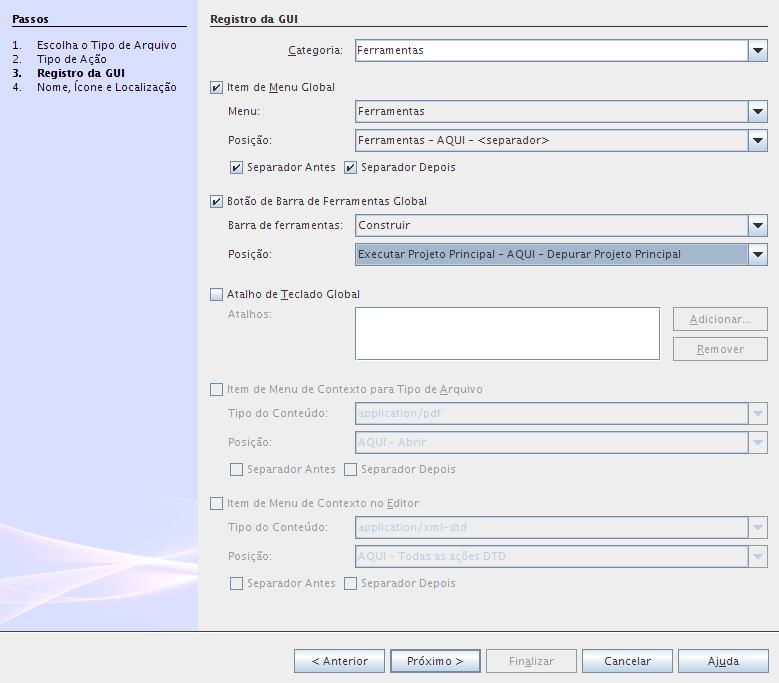 Passos
1. Escolha o Tipo de Arquivo
2. Tipo de Ação
3. Registro da GUI
4. Nome, Ícone e Localização
Registro da GUI
Categoria: Ferramentas
Item de Menu Global
Menu: Ferramentas
Posição: Ferramentas - AQUI - <separador>
Separador Antes Separador Depois
Botão de Barra de Ferramentas Global
Barra de ferramentas: Construir
Posição: Executar Projeto Principal - AQUI - Depurar Projeto Principal
Atalho de Teclado Global
Atalhos: Adicionar...
Remover
Item de Menu de Contexto para Tipo de Arquivo
Tipo do Conteúdo: application/pdf
Posição: AQUI - Abrir
Separador Antes Separador Depois
Item de Menu de Contexto no Editor
Tipo do Conteúdo: application/xml-dtd
Posição: AQUI - Todas as ações DTD
Separador Antes Separador Depois
< Anterior Próximo > Finalizar Cancelar Ajuda